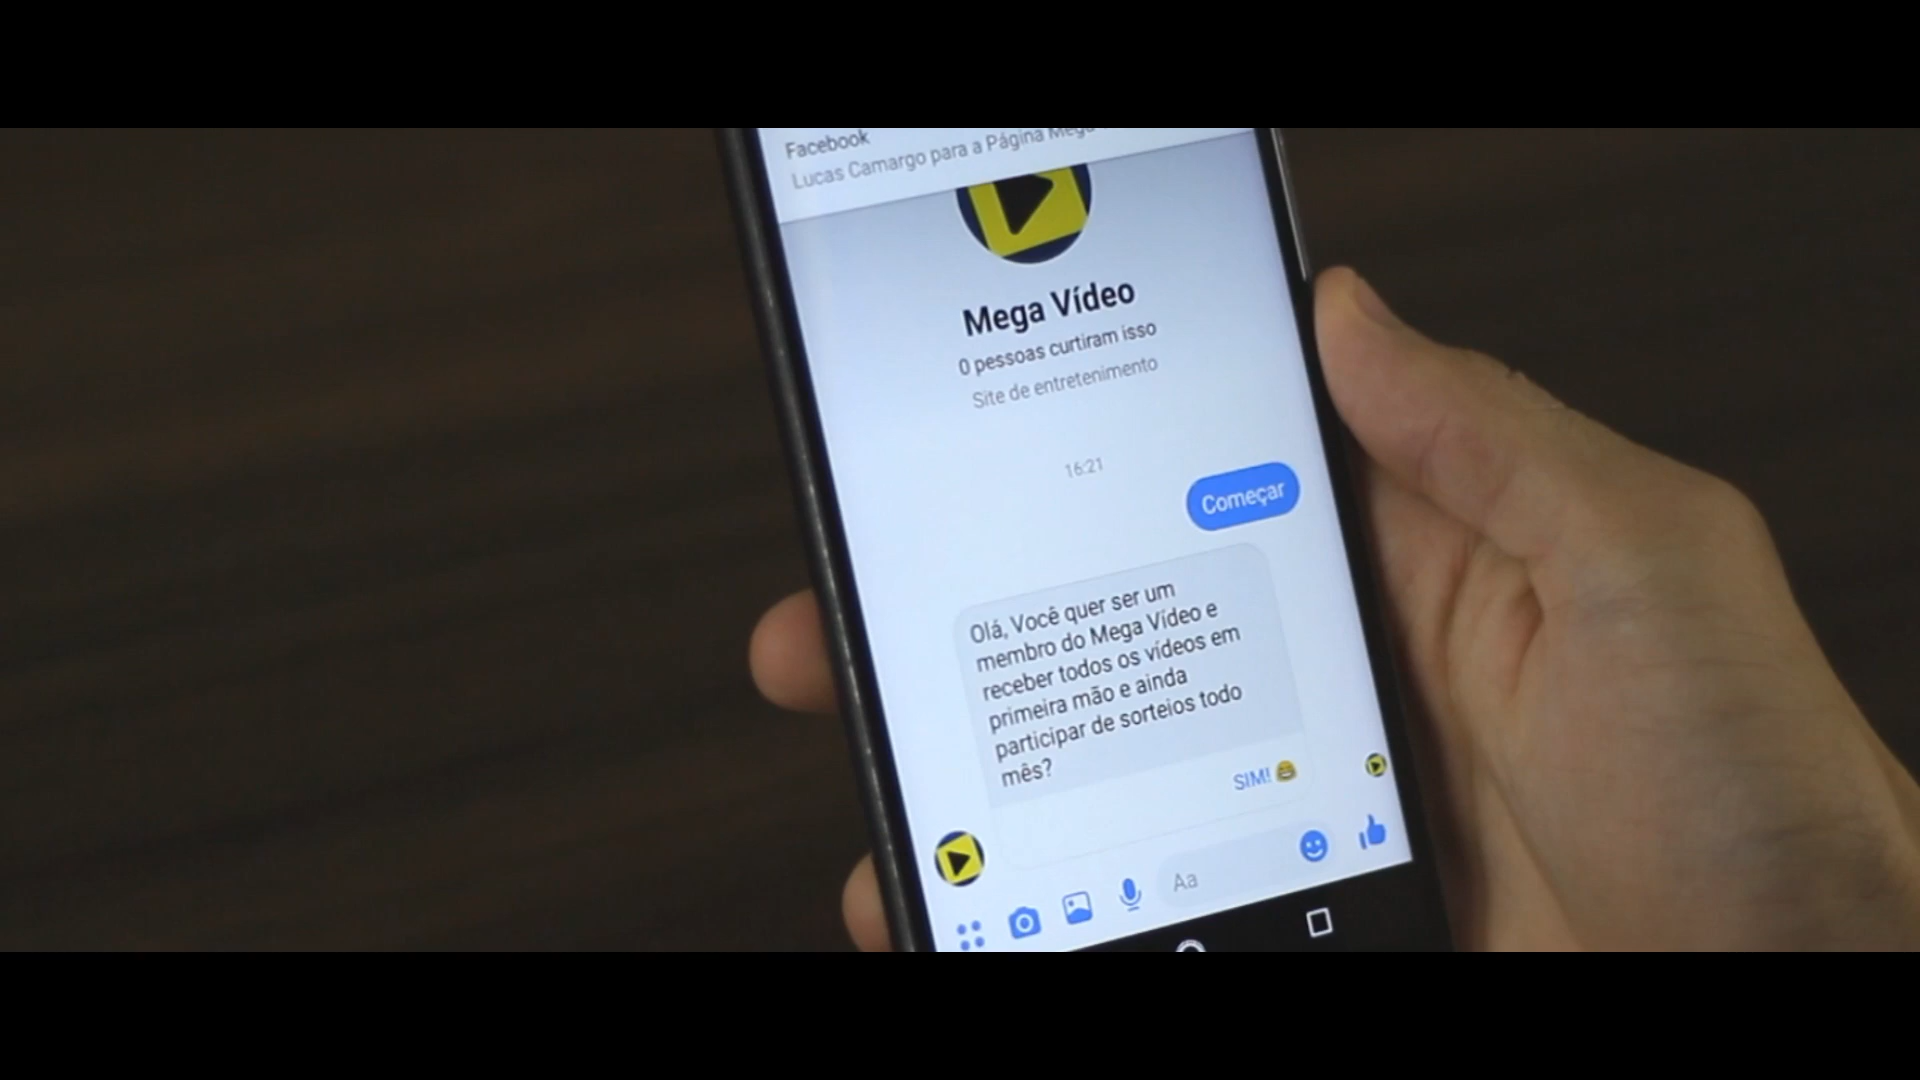 Facebook
Lucas Camargo para a Página Mega
Mega Vídeo
0 pessoas curtiram isso
Site de entretenimento
16:21
Começar
Olá, Você quer ser um
membro do Mega Vídeo e
receber todos os vídeos em
primeira mão e ainda
participar de sorteios todo
mês?
SIM! 😂
Aa